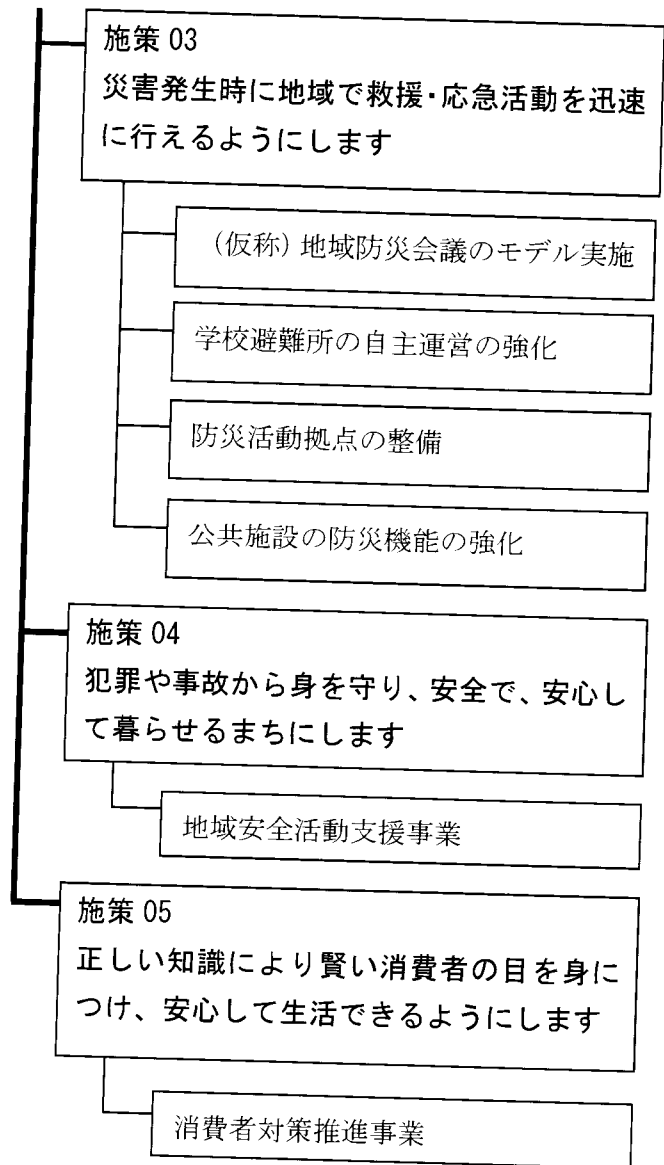 施策 03
災害発生時に地域で救援・応急活動を迅速
に行えるようにします
（仮称）地域防災会議のモデル実施
学校避難所の自主運営の強化
防災活動拠点の整備
公共施設の防災機能の強化
施策 04
犯罪や事故から身を守り、安全で、安心し
て暮らせるまちにします
地域安全活動支援事業
施策 05
正しい知識により賢い消費者の目を身に
つけ、安心して生活できるようにします
消費者対策推進事業